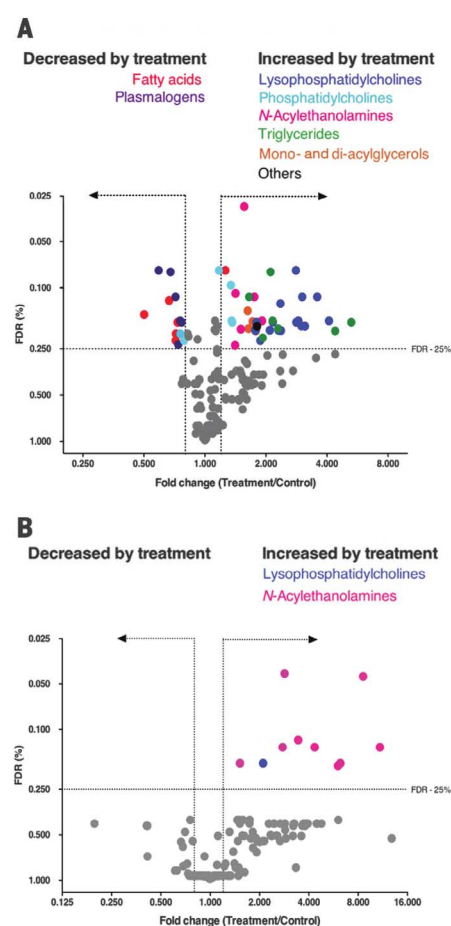 A
Decreased by treatment
Fatty acids
Plasmalogens
Increased by treatment
Lysophosphatidylcholines
Phosphatidylcholines
N-Acylethanolamines
Triglycerides
Mono- and di-acylglycerols
Others
FDR (%)
0.025
0.050
0.100
0.250
0.500
1.000
FDR - 25%
0.250
0.500
1.000
2.000
4.000
8.000
Fold change (Treatment/Control)
B
Decreased by treatment
Increased by treatment
Lysophosphatidylcholines
N-Acylethanolamines
FDR (%)
0.025
0.050
0.100
0.250
0.500
1.000
FDR - 25%
0.125
0.250
0.500
1.000
2.000
4.000
8.000
16.000
Fold change (Treatment/Control)